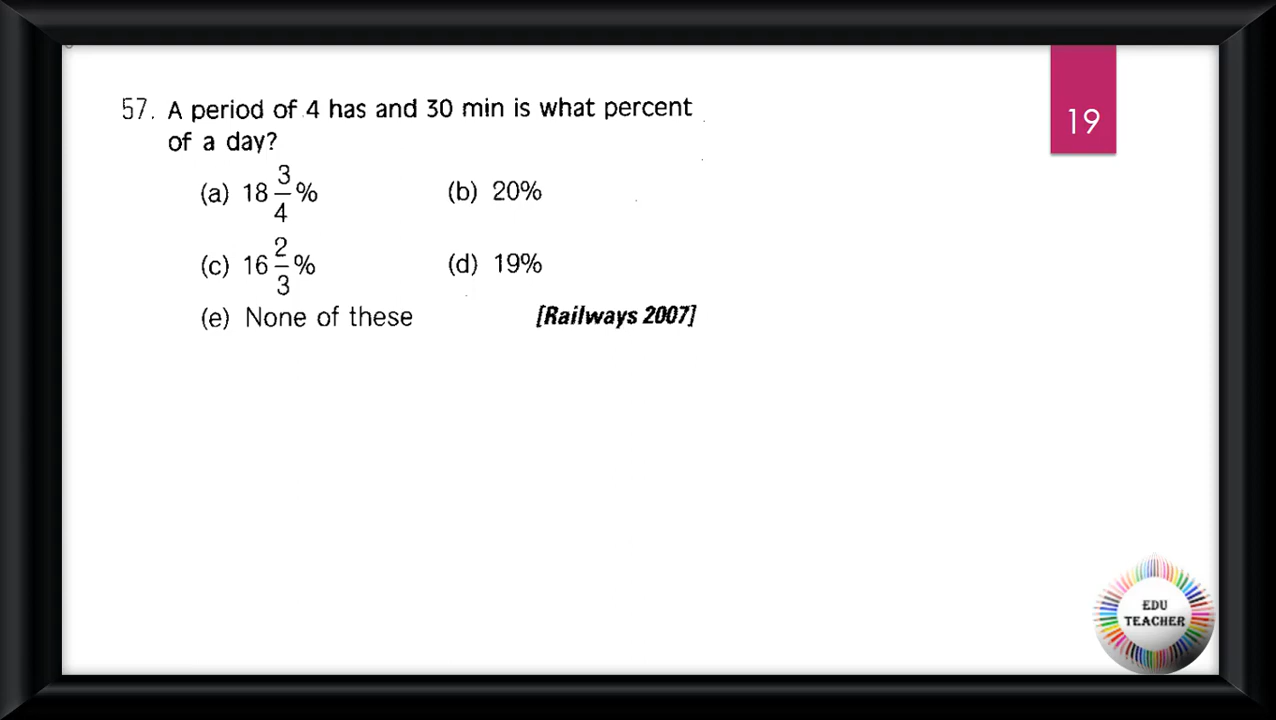 19
57. A period of 4 has and 30 min is what percent
of a day?
(a) 18 3/4 % (b) 20%
(c) 16 2/3 % (d) 19%
(e) None of these [Railways 2007]
EDU
TEACHER